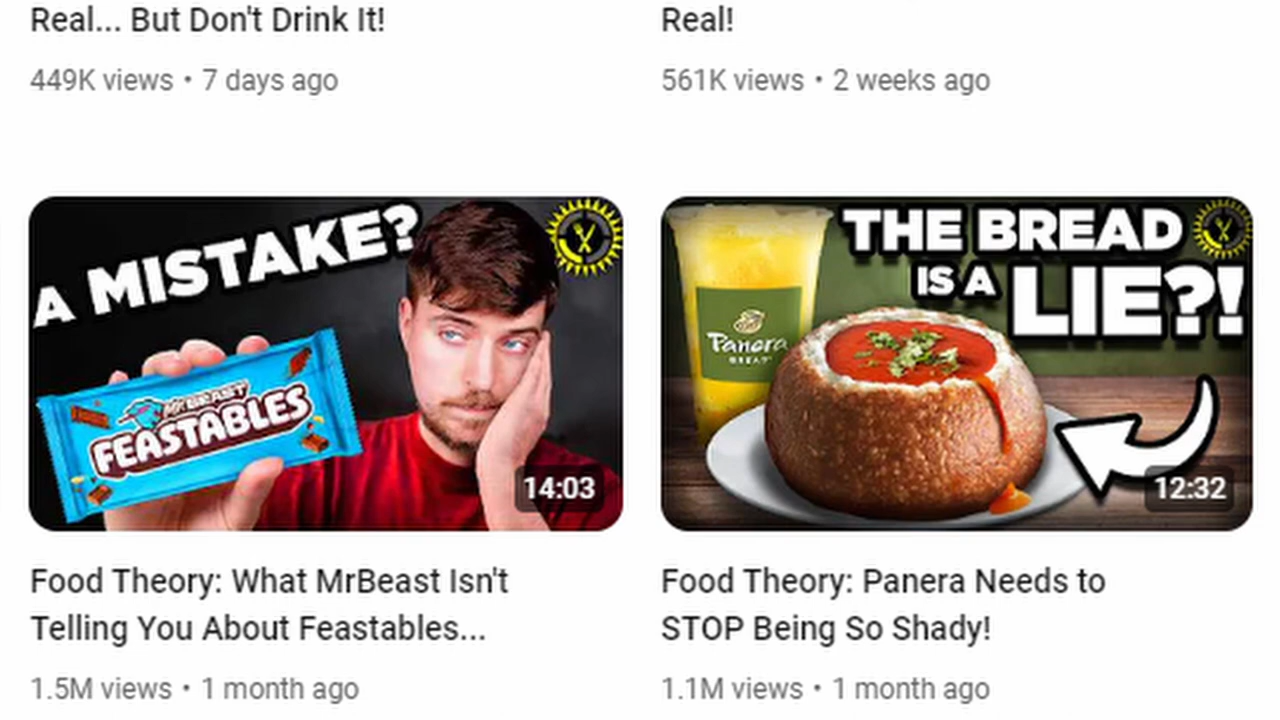 Real... But Don't Drink It!
449K views • 7 days ago
Real!
561K views • 2 weeks ago
A MISTAKE?
MRBEAST
FEASTABLES
14:03
Food Theory: What MrBeast Isn't
Telling You About Feastables...
1.5M views • 1 month ago
THE BREAD
IS A LIE?!
Panera
BREAD
12:32
Food Theory: Panera Needs to
STOP Being So Shady!
1.1M views • 1 month ago